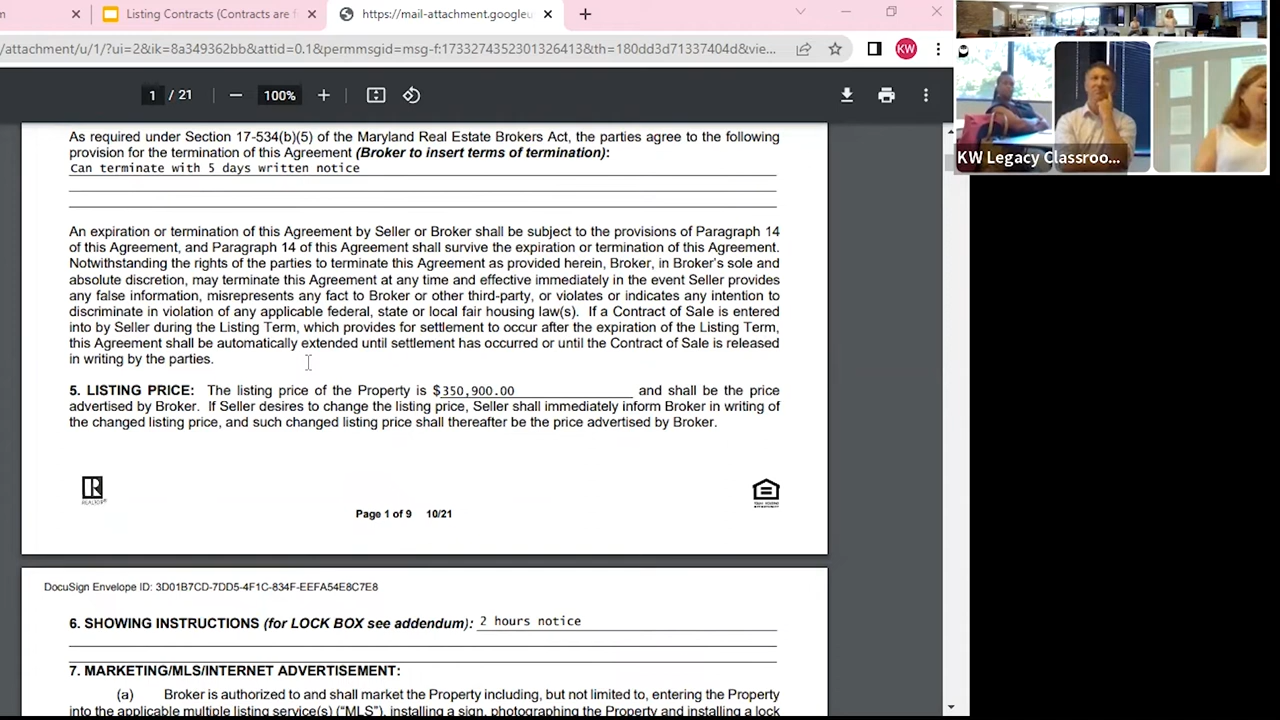 Listing Contracts (Contracts are f
https://mail-attachment.googleu
/attachment/u/1/?ui=2&ik=8a349362bb&attid=0.1&permmsgid=msg-f:1733274352301326413&th=180dd3d71337404d&vie...
KW
1 / 21
100%
As required under Section 17-534(b)(5) of the Maryland Real Estate Brokers Act, the parties agree to the following
provision for the termination of this Agreement (Broker to insert terms of termination):
Can terminate with 5 days written notice
An expiration or termination of this Agreement by Seller or Broker shall be subject to the provisions of Paragraph 14
of this Agreement, and Paragraph 14 of this Agreement shall survive the expiration or termination of this Agreement.
Notwithstanding the rights of the parties to terminate this Agreement as provided herein, Broker, in Broker's sole and
absolute discretion, may terminate this Agreement at any time and effective immediately in the event Seller provides
any false information, misrepresents any fact to Broker or other third-party, or violates or indicates any intention to
discriminate in violation of any applicable federal, state or local fair housing law(s). If a Contract of Sale is entered
into by Seller during the Listing Term, which provides for settlement to occur after the expiration of the Listing Term,
this Agreement shall be automatically extended until settlement has occurred or until the Contract of Sale is released
in writing by the parties.
5. LISTING PRICE: The listing price of the Property is $350,900.00 and shall be the price
advertised by Broker. If Seller desires to change the listing price, Seller shall immediately inform Broker in writing of
the changed listing price, and such changed listing price shall thereafter be the price advertised by Broker.
REALTOR®
Page 1 of 9 10/21
DocuSign Envelope ID: 3D01B7CD-7DD5-4F1C-834F-EEFA54E8C7E8
6. SHOWING INSTRUCTIONS (for LOCK BOX see addendum): 2 hours notice
7. MARKETING/MLS/INTERNET ADVERTISEMENT:
(a) Broker is authorized to and shall market the Property including, but not limited to, entering the Property
into the applicable multiple listing service(s) ("MLS"), installing a sign, photographing the Property and installing a lock
KW Legacy Classroo...